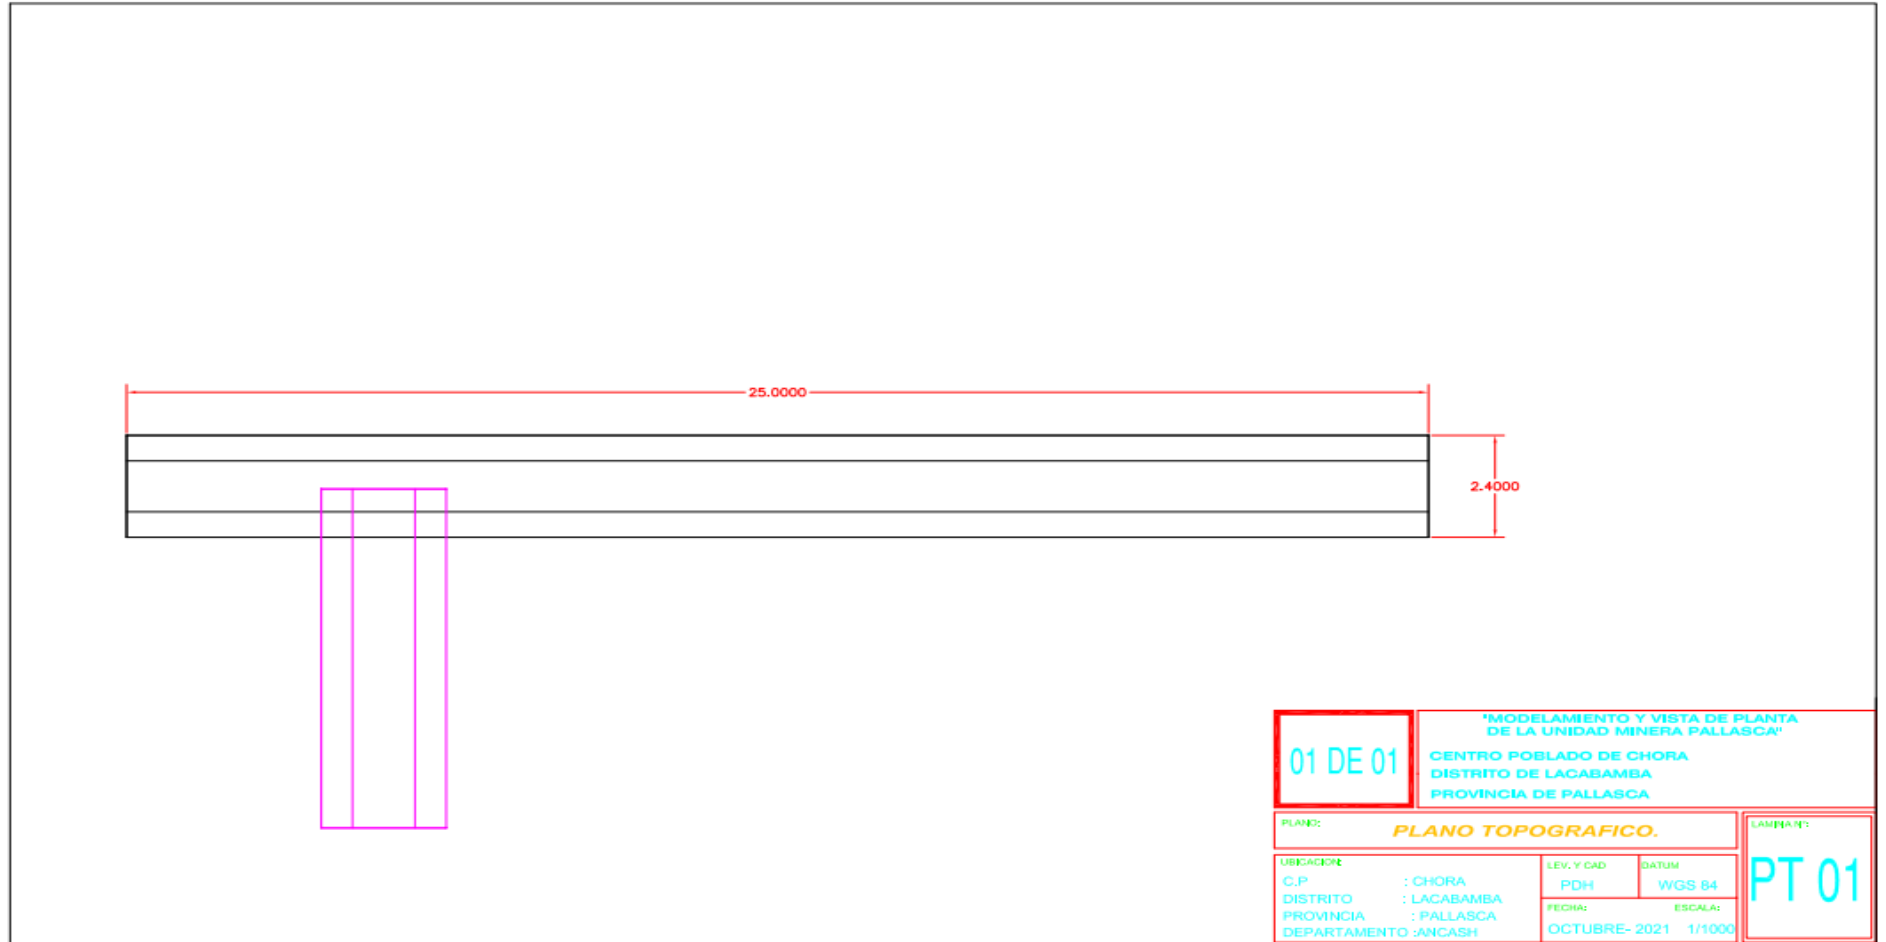 25.0000
2.4000
01 DE 01
"MODELAMIENTO Y VISTA DE PLANTA
DE LA UNIDAD MINERA PALLASCA"
CENTRO POBLADO DE CHORA
DISTRITO DE LACABAMBA
PROVINCIA DE PALLASCA
PLANO:
PLANO TOPOGRAFICO.
LAMINA N°:
PT 01
UBICACION:
C.P : CHORA
DISTRITO : LACABAMBA
PROVINCIA : PALLASCA
DEPARTAMENTO :ANCASH
LEV. Y CAD
PDH
DATUM
WGS 84
FECHA:
OCTUBRE- 2021
ESCALA:
1/1000